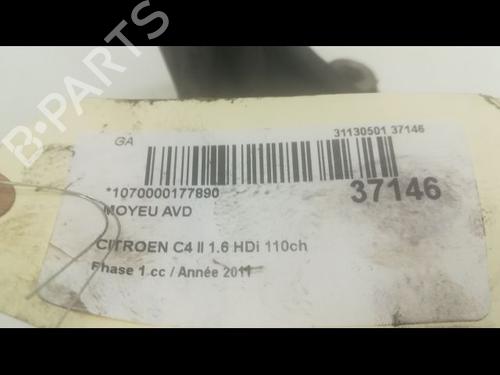 B-PARTS
GA
31130501 37146
*1070000177890
37146
MOYEU AVD
CITROEN C4 II 1.6 HDi 110ch
Phase 1 cc / Année 2011